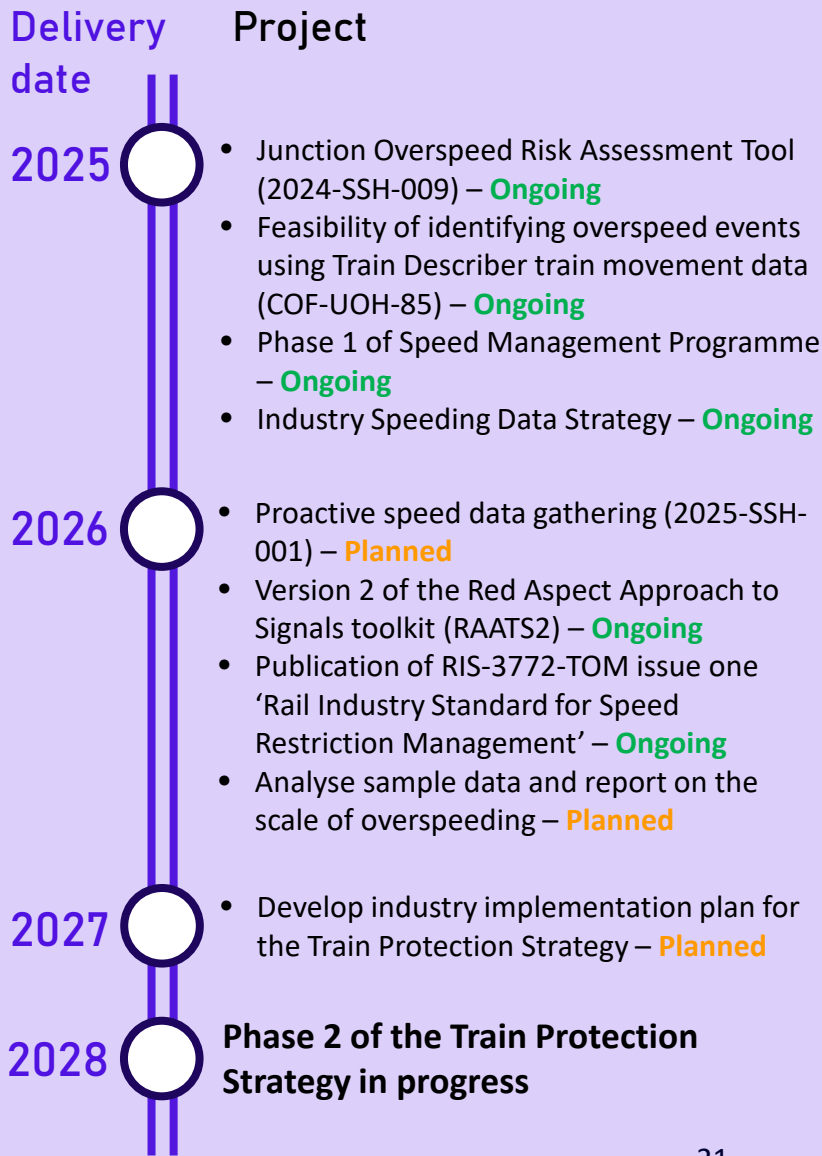 Delivery date
Project
2025
• Junction Overspeed Risk Assessment Tool
(2024-SSH-009) – Ongoing
• Feasibility of identifying overspeed events
using Train Describer train movement data
(COF-UOH-85) – Ongoing
• Phase 1 of Speed Management Programme
– Ongoing
• Industry Speeding Data Strategy – Ongoing
2026
• Proactive speed data gathering (2025-SSH-
001) – Planned
• Version 2 of the Red Aspect Approach to
Signals toolkit (RAATS2) – Ongoing
• Publication of RIS-3772-TOM issue one
‘Rail Industry Standard for Speed
Restriction Management’ – Ongoing
• Analyse sample data and report on the
scale of overspeeding – Planned
2027
• Develop industry implementation plan for
the Train Protection Strategy – Planned
2028
Phase 2 of the Train Protection
Strategy in progress